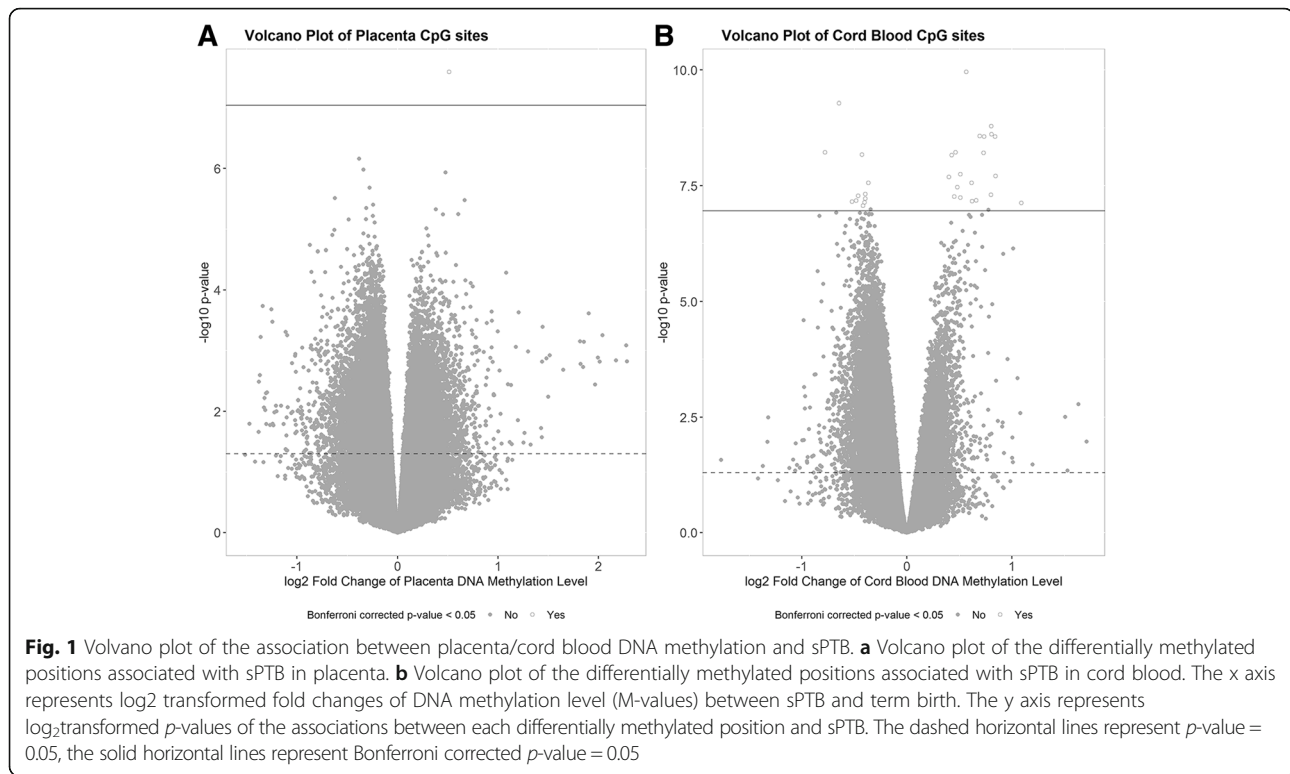 A Volcano Plot of Placenta CpG sites
-log10 p-value
6
4
2
0
-1 0 1 2
log2 Fold Change of Placenta DNA Methylation Level
Bonferroni corrected p-value < 0.05 No Yes
B Volcano Plot of Cord Blood CpG sites
-log10 p-value
10.0
7.5
5.0
2.5
0.0
-1 0 1
log2 Fold Change of Cord Blood DNA Methylation Level
Bonferroni corrected p-value < 0.05 No Yes
Fig. 1 Volvano plot of the association between placenta/cord blood DNA methylation and sPTB. a Volcano plot of the differentially methylated
positions associated with sPTB in placenta. b Volcano plot of the differentially methylated positions associated with sPTB in cord blood. The x axis
represents log2 transformed fold changes of DNA methylation level (M-values) between sPTB and term birth. The y axis represents
log₂transformed p-values of the associations between each differentially methylated position and sPTB. The dashed horizontal lines represent p-value =
0.05, the solid horizontal lines represent Bonferroni corrected p-value = 0.05